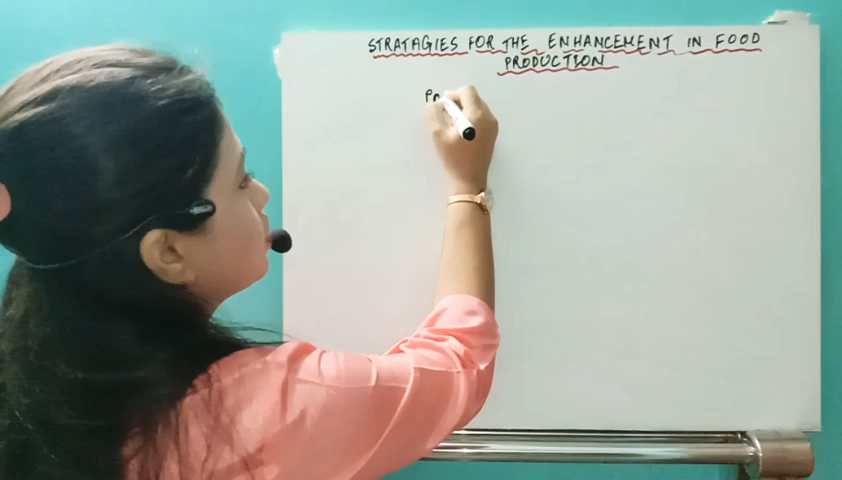 STRATAGIES FOR THE ENHANCEMENT IN FOOD
PRODUCTION